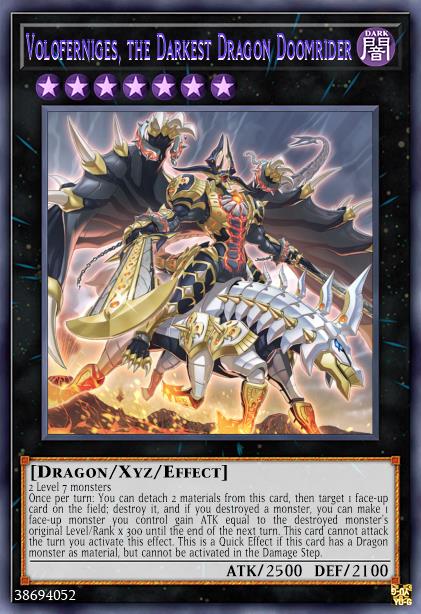 Voloferniges, the Darkest Dragon Doomrider
DARK
闇
[Dragon/Xyz/Effect]
2 Level 7 monsters
Once per turn: You can detach 2 materials from this card, then target 1 face-up
card on the field; destroy it, and if you destroyed a monster, you can make 1
face-up monster you control gain ATK equal to the destroyed monster's
original Level/Rank x 300 until the end of the next turn. This card cannot attack
the turn you activate this effect. This is a Quick Effect if this card has a Dragon
monster as material, but cannot be activated in the Damage Step.
ATK/2500 DEF/2100
38694052